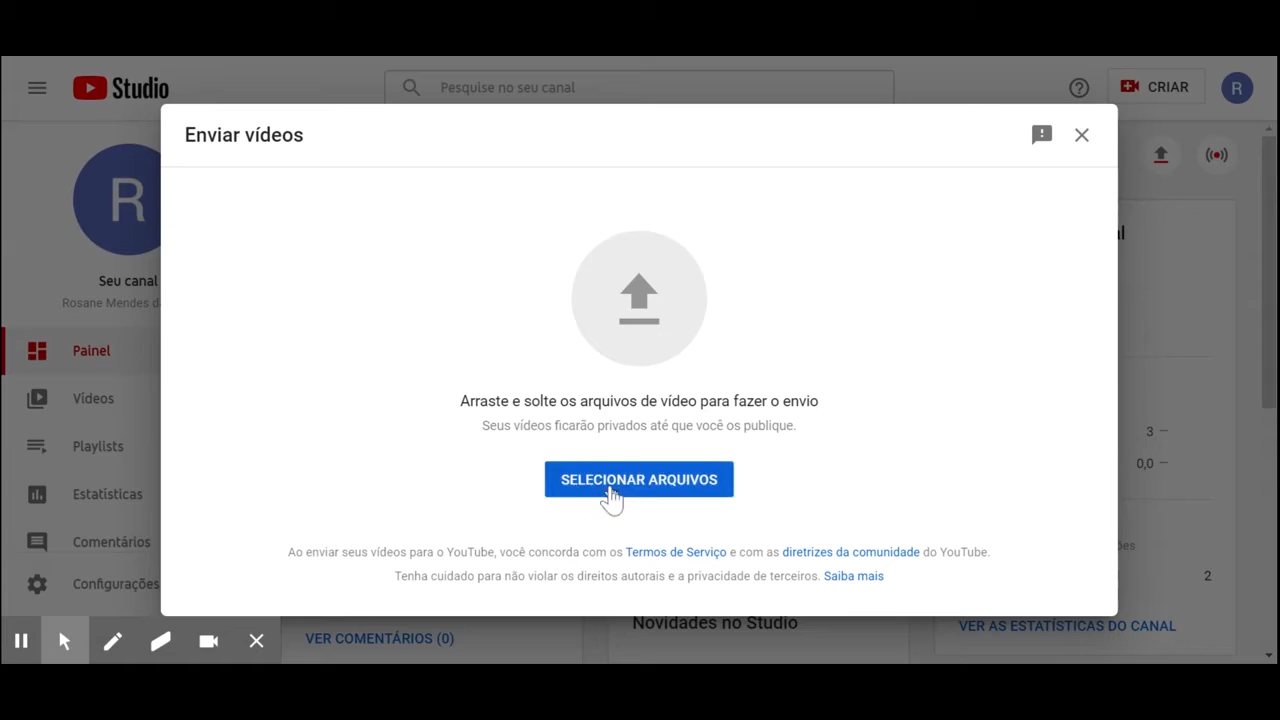 Studio
Pesquise no seu canal
CRIAR
R
Enviar vídeos
R
Seu canal
Rosane Mendes
Painel
Vídeos
Playlists
Estatísticas
Comentários
Configurações
Arraste e solte os arquivos de vídeo para fazer o envio
Seus vídeos ficarão privados até que você os publique.
SELECIONAR ARQUIVOS
Ao enviar seus vídeos para o YouTube, você concorda com os Termos de Serviço e com as diretrizes da comunidade do YouTube.
Tenha cuidado para não violar os direitos autorais e a privacidade de terceiros. Saiba mais
3 —
0,0 —
2
VER COMENTÁRIOS (0)
Novidades no Studio
VER AS ESTATÍSTICAS DO CANAL